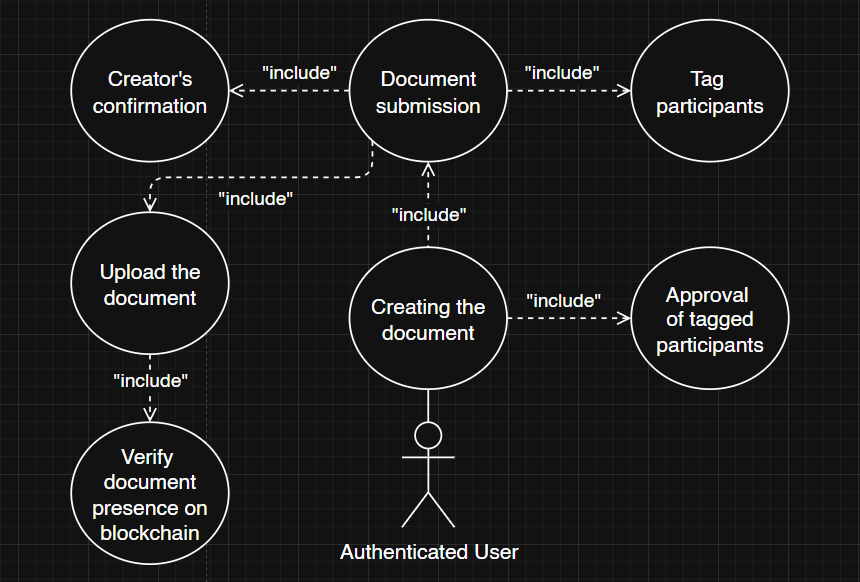 Creator's
confirmation
"include"
Document
submission
"include"
Tag
participants
"include"
"include"
Upload the
document
Creating the
document
"include"
Approval
of tagged
participants
"include"
Verify
document
presence on
blockchain
Authenticated User